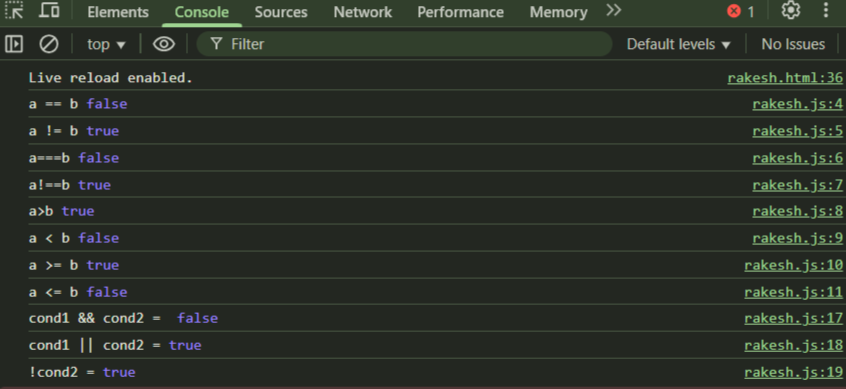 Elements Console Sources Network Performance Memory 1
top Filter Default levels No Issues
Live reload enabled. rakesh.html:36
a == b false rakesh.js:4
a != b true rakesh.js:5
a===b false rakesh.js:6
a!==b true rakesh.js:7
a>b true rakesh.js:8
a < b false rakesh.js:9
a >= b true rakesh.js:10
a <= b false rakesh.js:11
cond1 && cond2 =  false rakesh.js:17
cond1 || cond2 = true rakesh.js:18
!cond2 = true rakesh.js:19